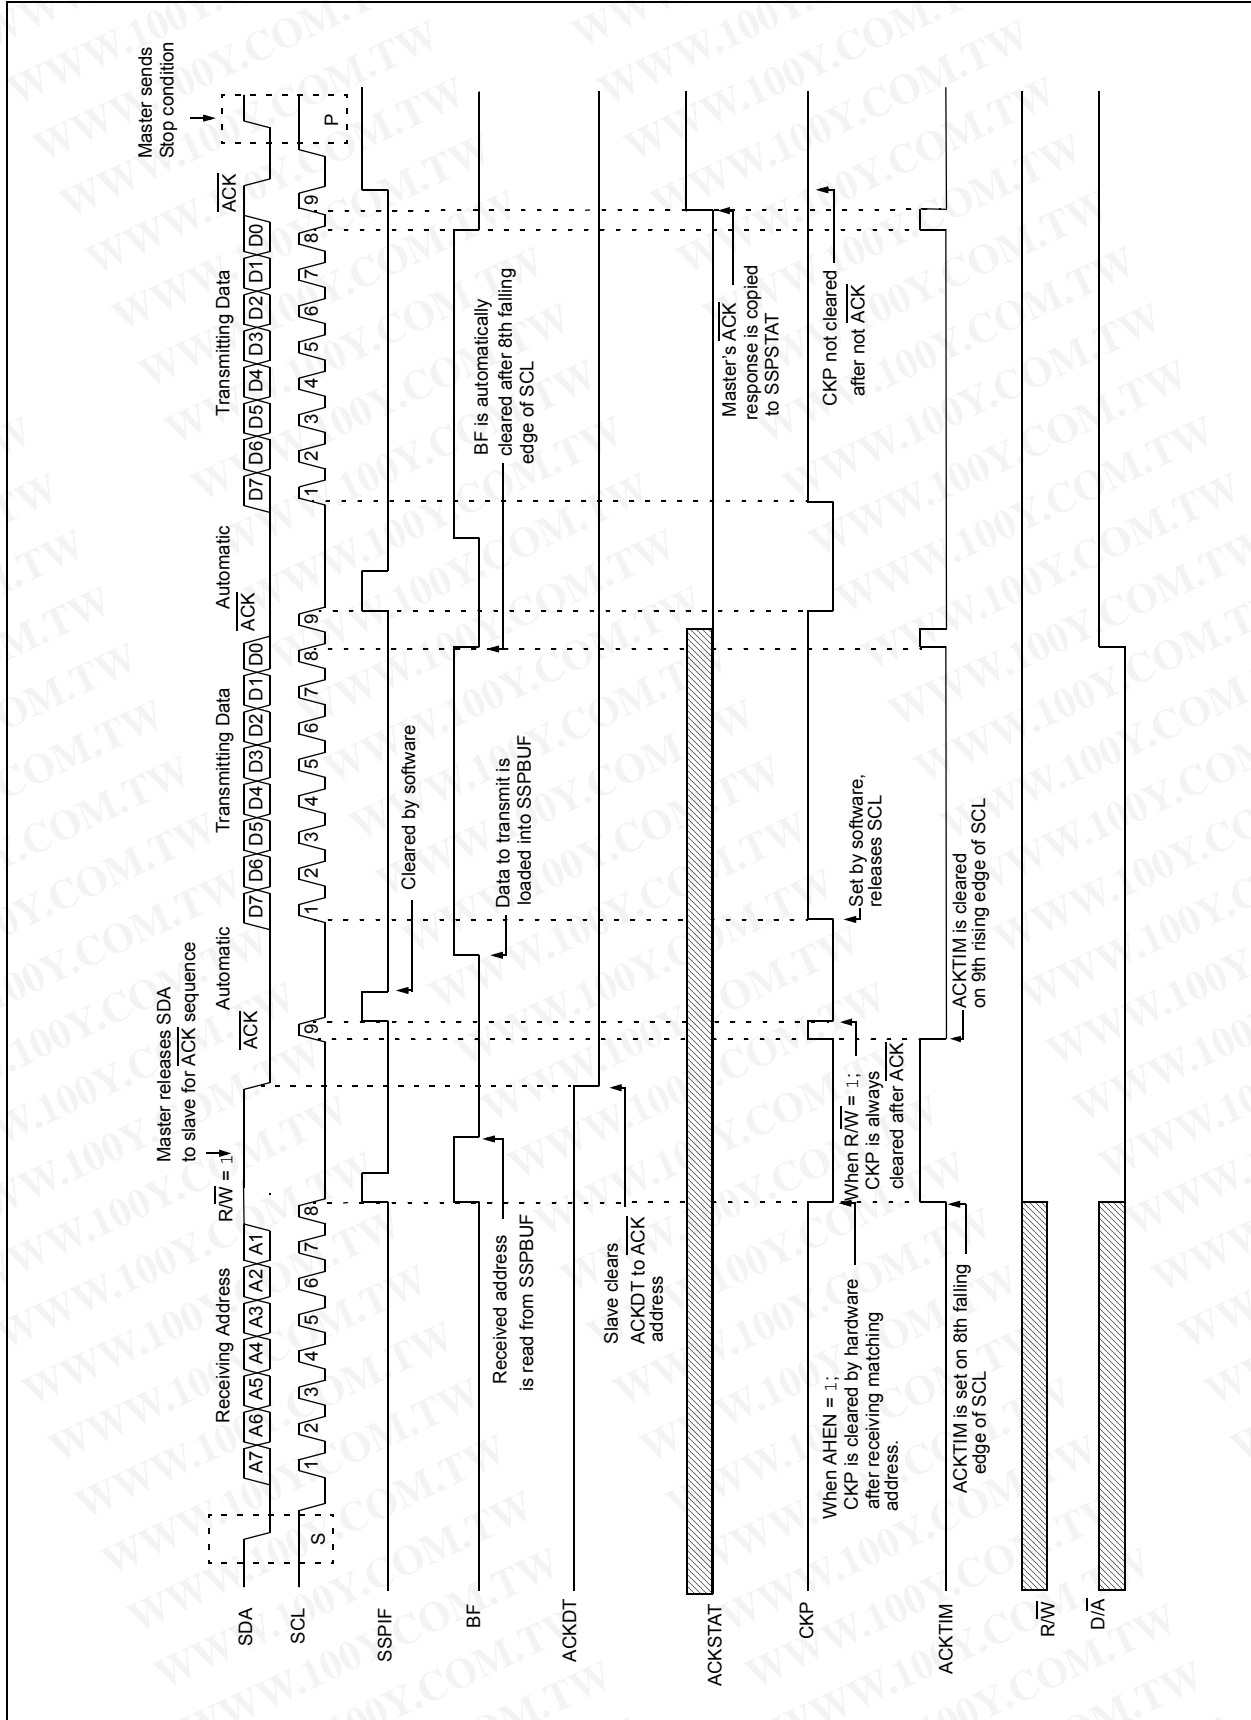 Master releases SDA
to slave for ACK sequence
Master sends
Stop condition
Receiving Address
R/W = 1
Automatic
Transmitting Data
Automatic
Transmitting Data
ACK
ACK
ACK
SDA
A7 A6 A5 A4 A3 A2 A1
D7 D6 D5 D4 D3 D2 D1 D0
D7 D6 D5 D4 D3 D2 D1 D0
SCL
S
1 2 3 4 5 6 7 8 9
1 2 3 4 5 6 7 8 9
1 2 3 4 5 6 7 8 9
P
SSPIF
Cleared by software
BF
Received address
is read from SSPBUF
Data to transmit is
loaded into SSPBUF
BF is automatically
cleared after 8th falling
edge of SCL
ACKDT
Slave clears
ACKDT to ACK
address
ACKSTAT
Master's ACK
response is copied
to SSPSTAT
CKP
When AHEN = 1;
CKP is cleared by hardware
after receiving matching
address.
When R/W = 1;
CKP is always
cleared after ACK
Set by software,
releases SCL
CKP not cleared
after not ACK
ACKTIM
ACKTIM is set on 8th falling
edge of SCL
ACKTIM is cleared
on 9th rising edge of SCL
R/W
D/A
WWW.100Y.COM.TW